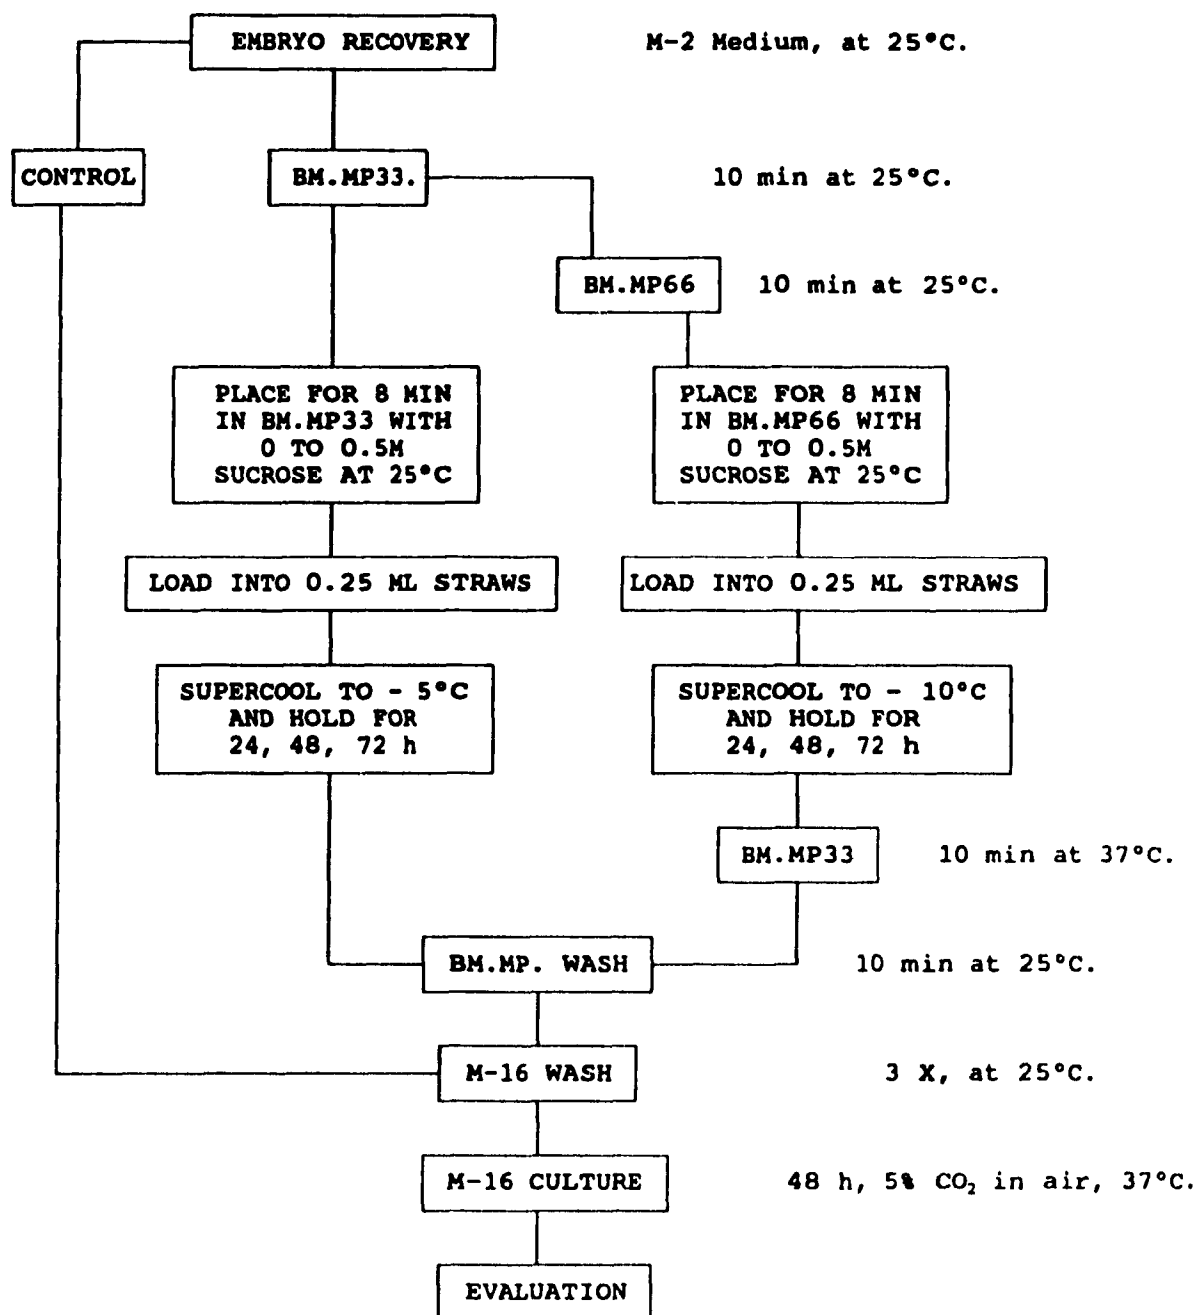 EMBRYO RECOVERY
M-2 Medium, at 25°C.
CONTROL
BM.MP33.
10 min at 25°C.
BM.MP66
10 min at 25°C.
PLACE FOR 8 MIN
IN BM.MP33 WITH
0 TO 0.5M
SUCROSE AT 25°C
PLACE FOR 8 MIN
IN BM.MP66 WITH
0 TO 0.5M
SUCROSE AT 25°C
LOAD INTO 0.25 ML STRAWS
LOAD INTO 0.25 ML STRAWS
SUPERCOOL TO - 5°C
AND HOLD FOR
24, 48, 72 h
SUPERCOOL TO - 10°C
AND HOLD FOR
24, 48, 72 h
BM.MP33
10 min at 37°C.
BM.MP. WASH
10 min at 25°C.
M-16 WASH
3 X, at 25°C.
M-16 CULTURE
48 h, 5% CO₂ in air, 37°C.
EVALUATION